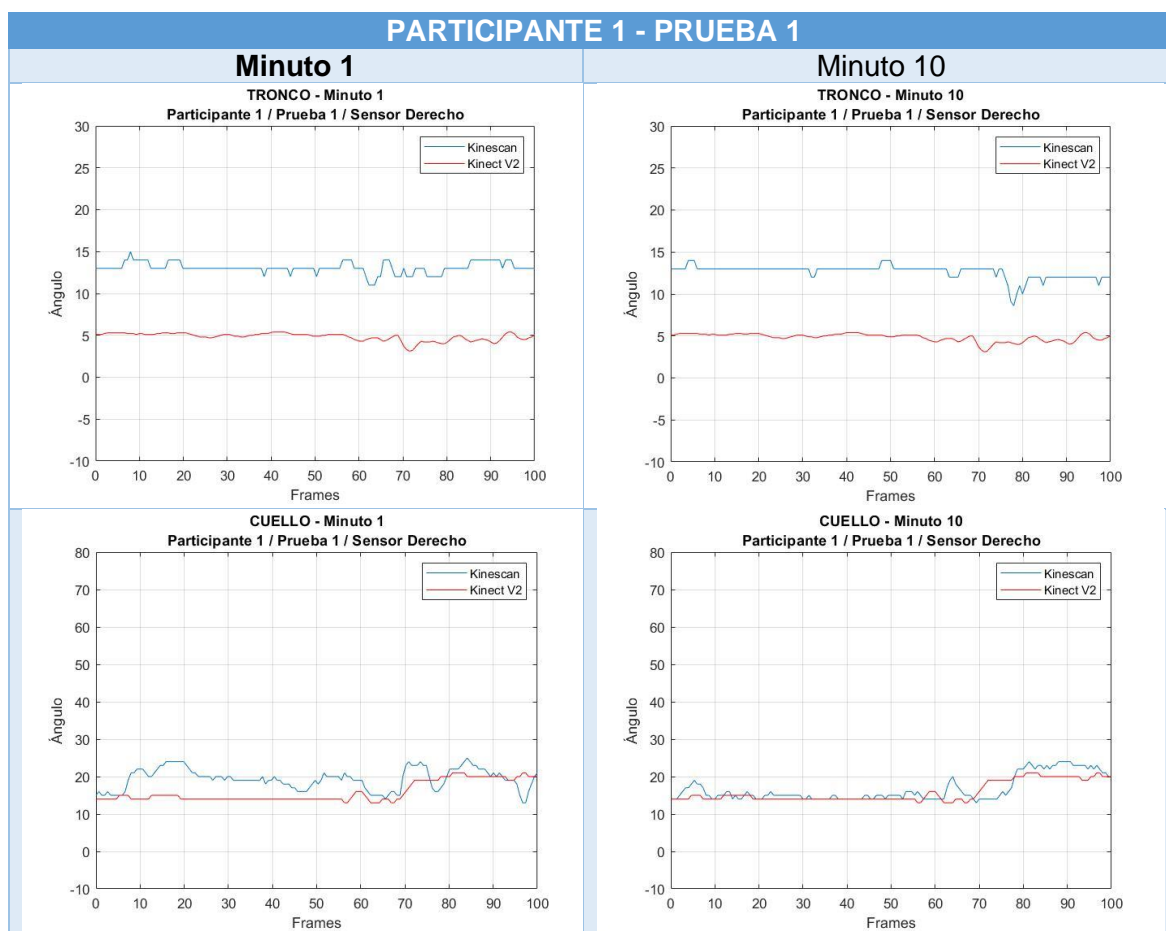 PARTICIPANTE 1 - PRUEBA 1
Minuto 1
Minuto 10
TRONCO - Minuto 1
Participante 1 / Prueba 1 / Sensor Derecho
30
25
20
15
10
5
0
-5
-10
Ángulo
Kinescan
Kinect V2
0 10 20 30 40 50 60 70 80 90 100
Frames
TRONCO - Minuto 10
Participante 1 / Prueba 1 / Sensor Derecho
30
25
20
15
10
5
0
-5
-10
Ángulo
Kinescan
Kinect V2
0 10 20 30 40 50 60 70 80 90 100
Frames
CUELLO - Minuto 1
Participante 1 / Prueba 1 / Sensor Derecho
80
70
60
50
40
30
20
10
0
-10
Ángulo
Kinescan
Kinect V2
0 10 20 30 40 50 60 70 80 90 100
Frames
CUELLO - Minuto 10
Participante 1 / Prueba 1 / Sensor Derecho
80
70
60
50
40
30
20
10
0
-10
Ángulo
Kinescan
Kinect V2
0 10 20 30 40 50 60 70 80 90 100
Frames